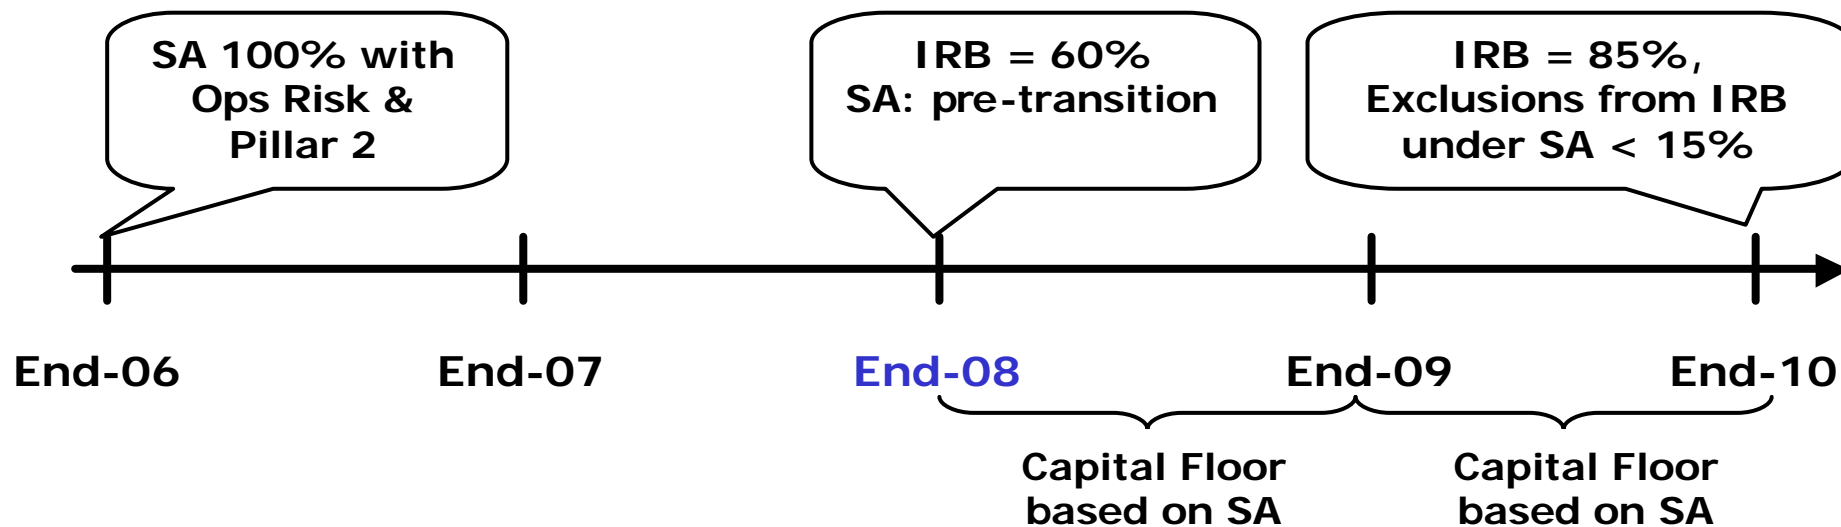 SA 100% with
Ops Risk &
Pillar 2
IRB = 60%
SA: pre-transition
IRB = 85%,
Exclusions from IRB
under SA < 15%
End-06
End-07
End-08
End-09
End-10
Capital Floor
based on SA
Capital Floor
based on SA